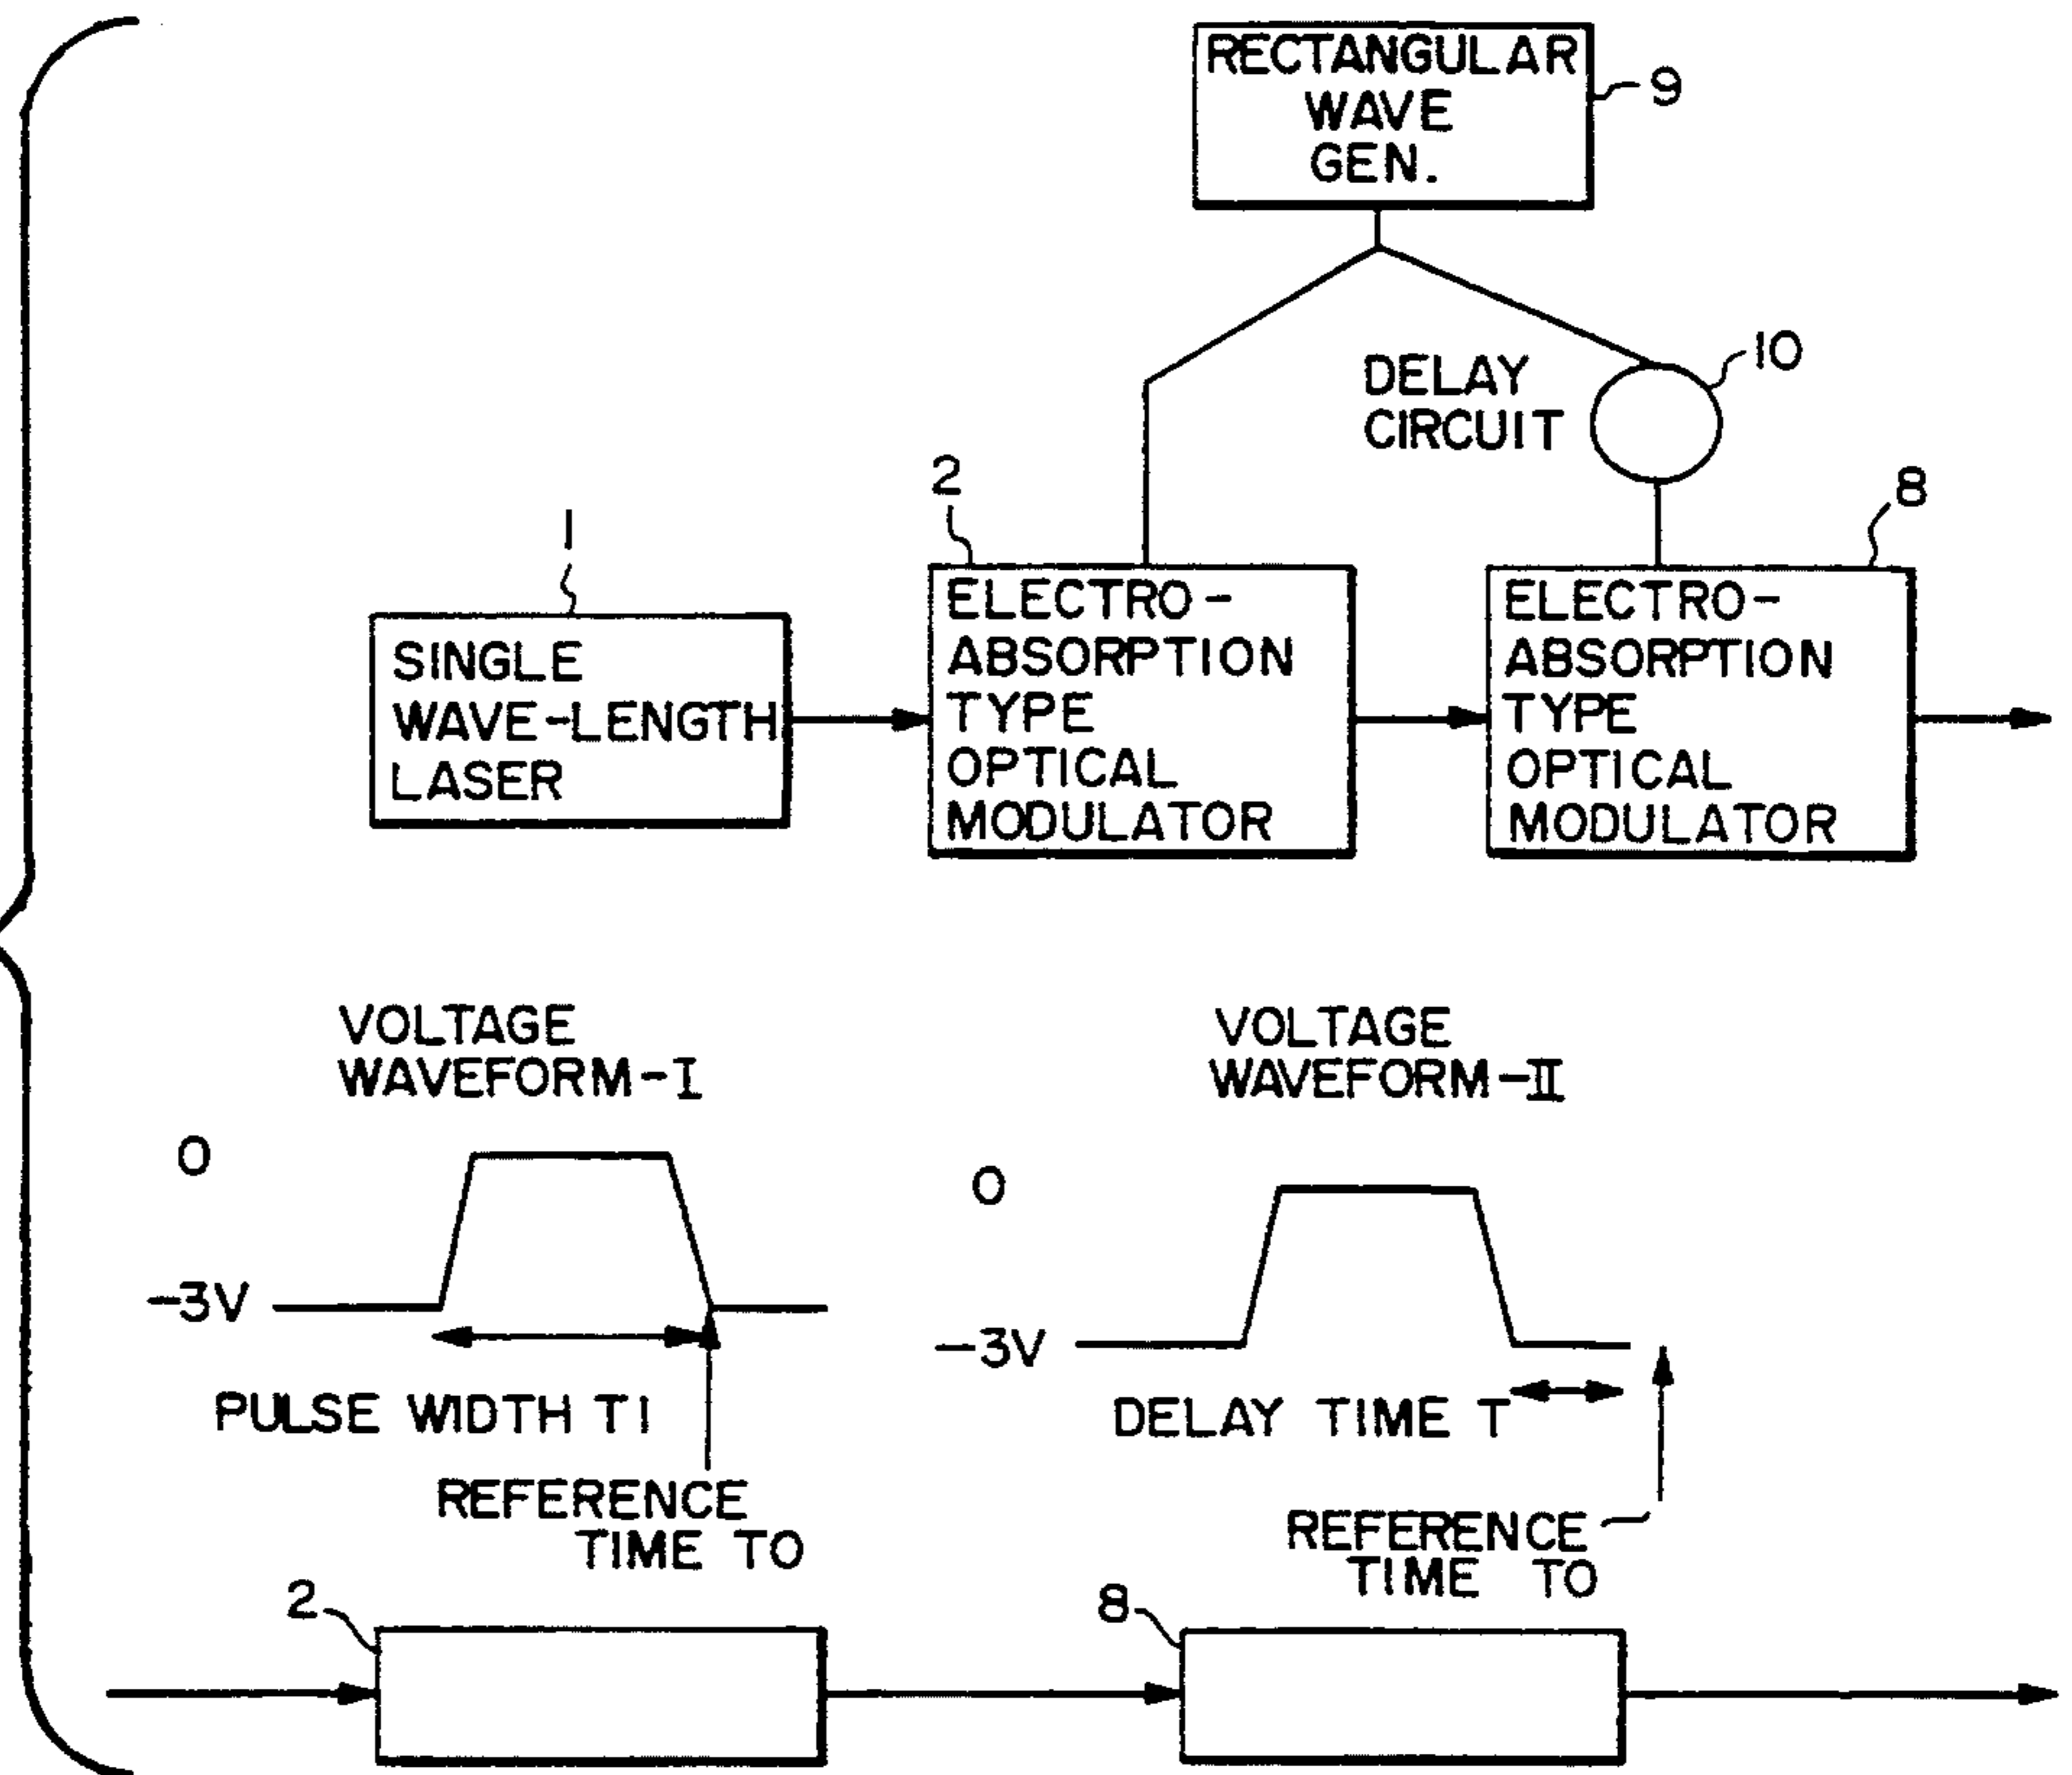 RECTANGULAR
WAVE
GEN.
9
DELAY
CIRCUIT
10
2
8
1
SINGLE
WAVE-LENGTH
LASER
ELECTRO-
ABSORPTION
TYPE
OPTICAL
MODULATOR
ELECTRO-
ABSORPTION
TYPE
OPTICAL
MODULATOR
VOLTAGE
WAVEFORM-I
VOLTAGE
WAVEFORM-II
0
-3V
0
-3V
PULSE WIDTH T1
REFERENCE
TIME TO
DELAY TIME T
REFERENCE
TIME TO
2
8